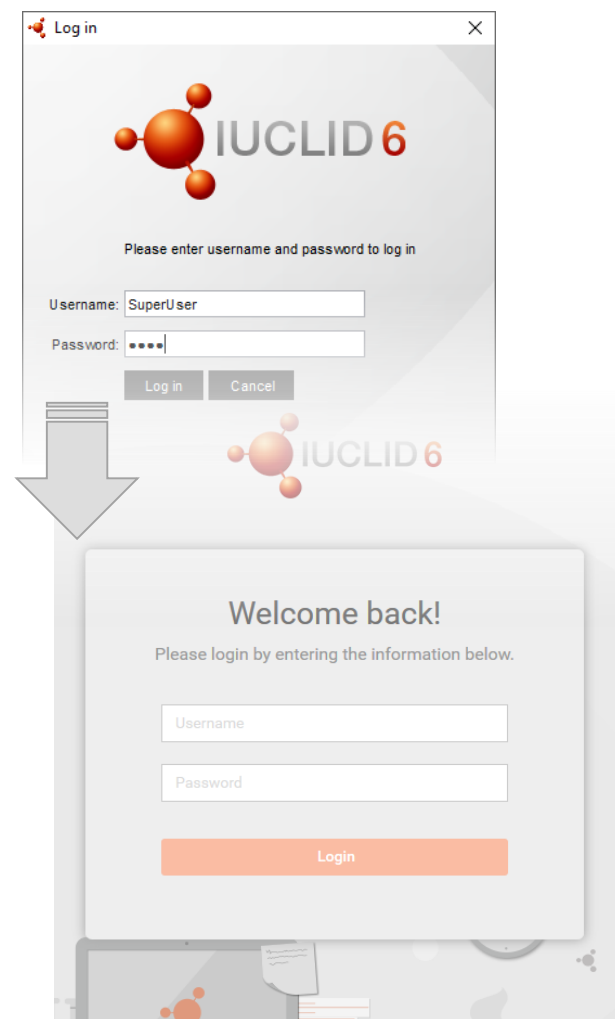 Log in
IUCLID 6
Please enter username and password to log in
Username: SuperUser
Password: ●●●●
Log in Cancel
IUCLID 6
Welcome back!
Please login by entering the information below.
Username
Password
Login